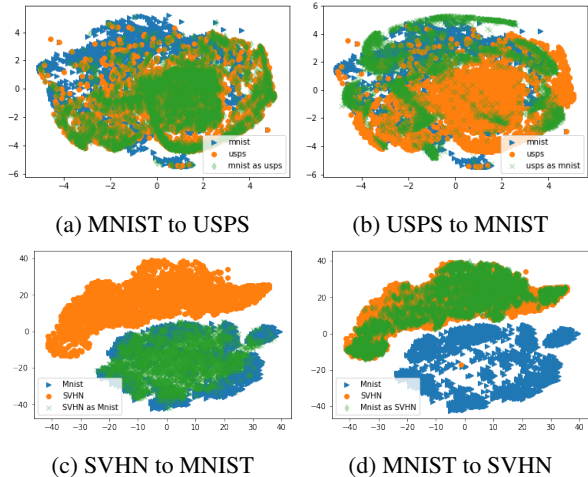 4
2
0
−2
−4
−6
−4 −2 0 2 4
mnist
usps
mnist as usps
(a) MNIST to USPS
6
4
2
0
−2
−4
−6
−4 −2 0 2 4
mnist
usps
usps as mnist
(b) USPS to MNIST
40
20
0
−20
−40
−40 −30 −20 −10 0 10 20 30 40
Mnist
SVHN
SVHN as Mnist
(c) SVHN to MNIST
40
20
0
−20
−40
−40 −30 −20 −10 0 10 20 30 40
Mnist
SVHN
Mnist as SVHN
(d) MNIST to SVHN